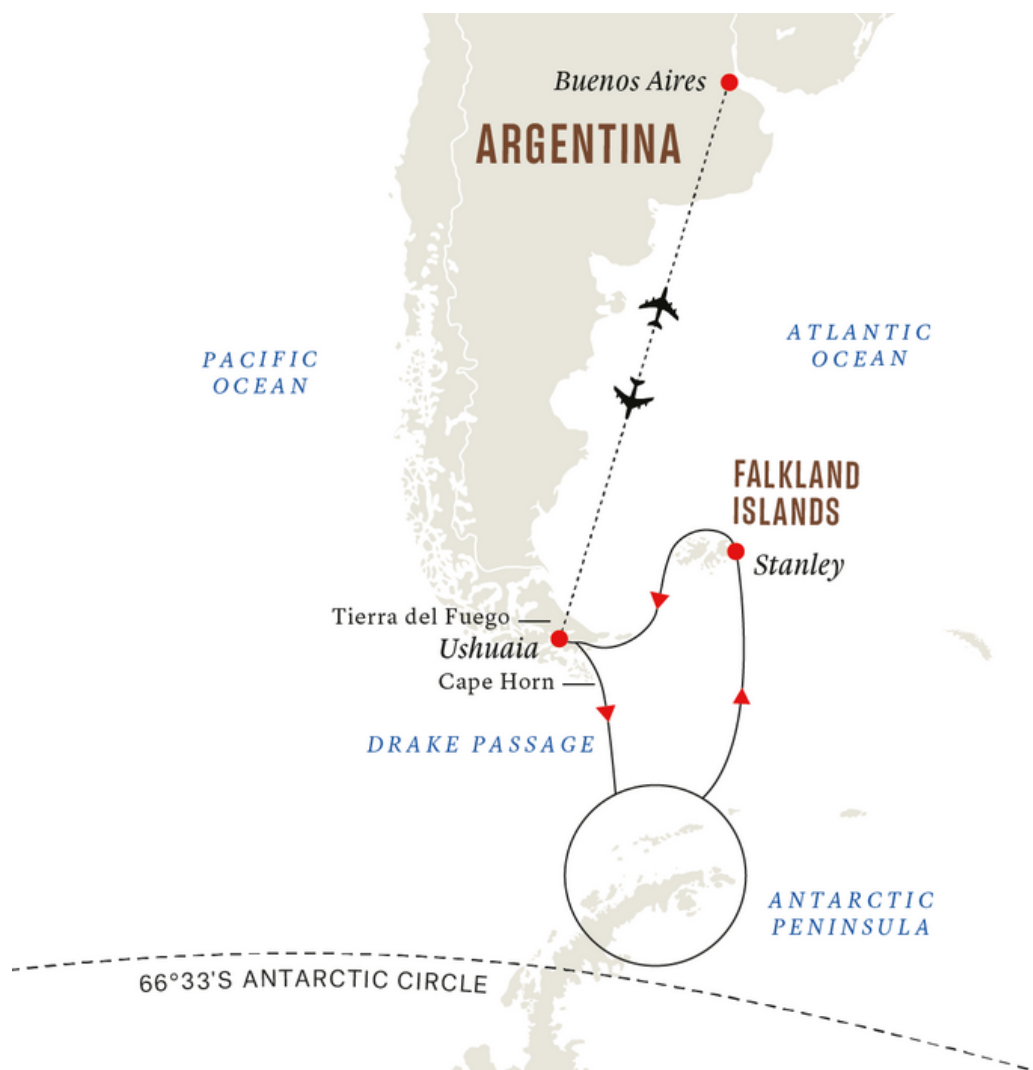 Buenos Aires
ARGENTINA
ATLANTIC
OCEAN
PACIFIC
OCEAN
FALKLAND
ISLANDS
Stanley
Tierra del Fuego
Ushuaia
Cape Horn
DRAKE PASSAGE
ANTARCTIC
PENINSULA
66°33'S ANTARCTIC CIRCLE